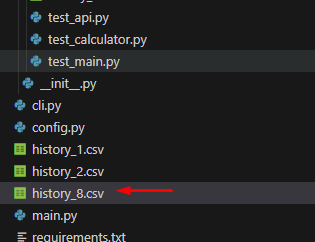 test_api.py
test_calculator.py
test_main.py
__init__.py
cli.py
config.py
history_1.csv
history_2.csv
history_8.csv
main.py
requirements.txt